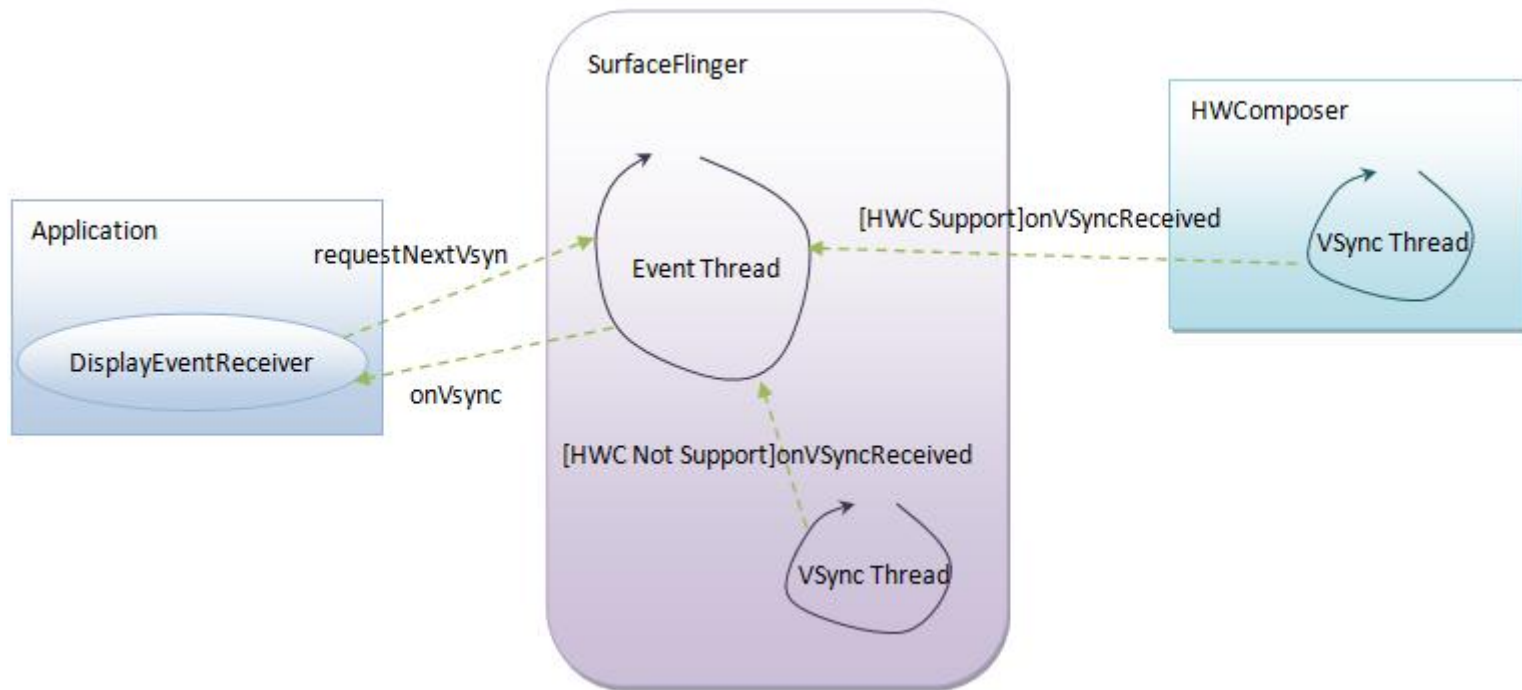 SurfaceFlinger
HWComposer
Application
[HWC Support]onVSyncReceived
requestNextVsyn
VSync Thread
Event Thread
DisplayEventReceiver
onVsync
[HWC Not Support]onVSyncReceived
VSync Thread